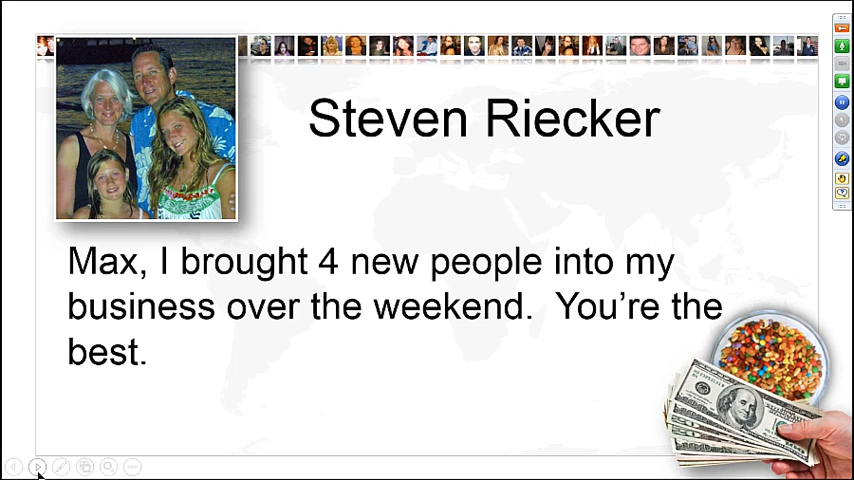 Steven Riecker
Max, I brought 4 new people into my
business over the weekend.  You’re the
best.